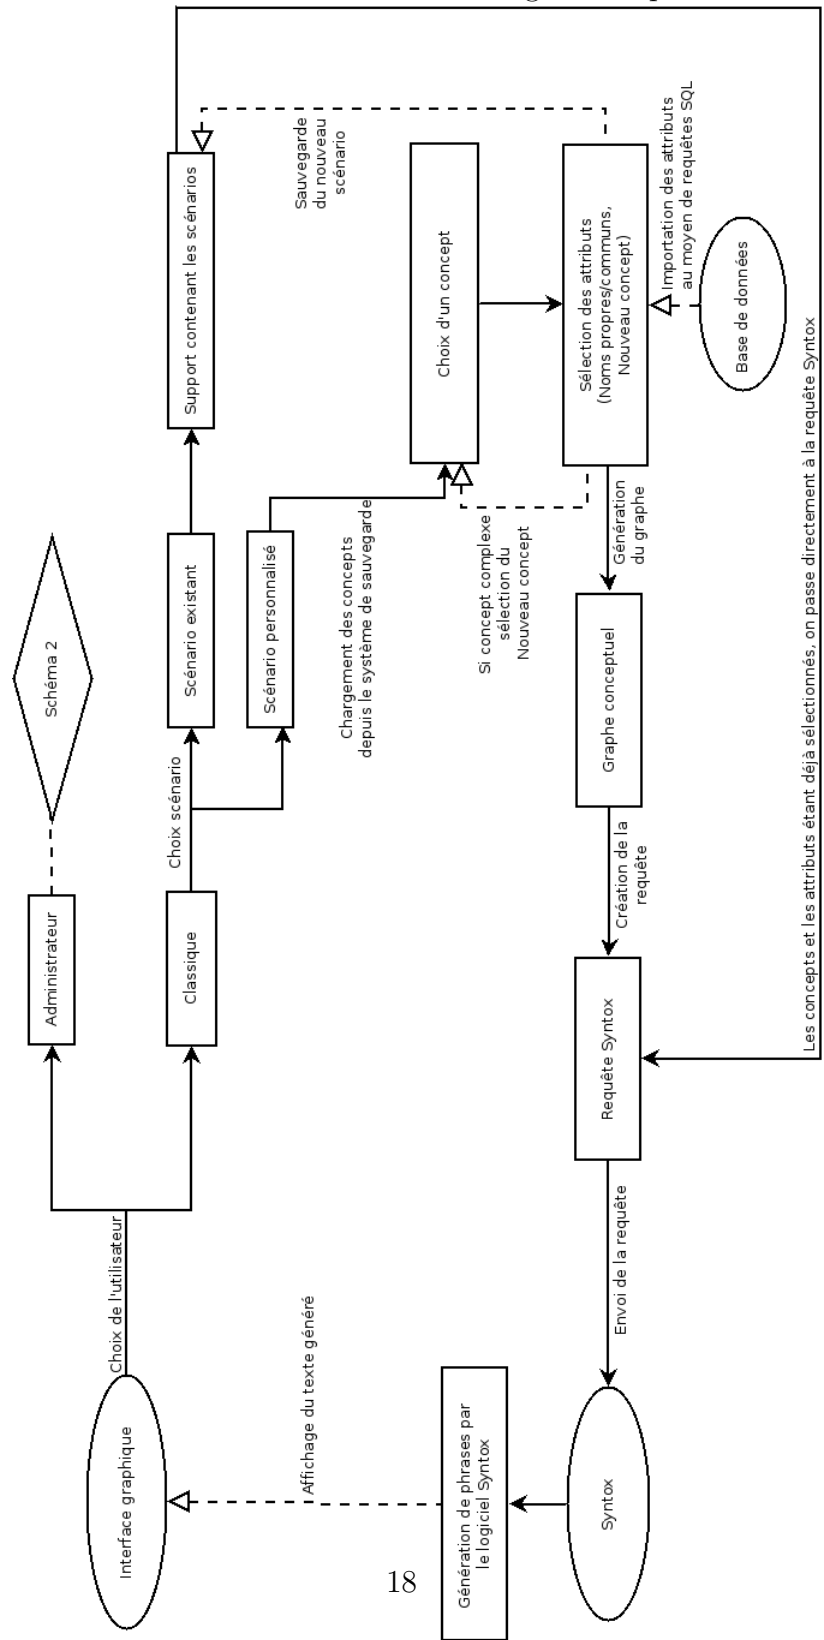 Interface graphique
Choix de l'utilisateur
Administrateur
Schéma 2
Classique
Choix scénario
Scénario existant
Support contenant les scénarios
Scénario personnalisé
Sauvegarde
du nouveau
scénario
Chargement des concepts
depuis le système de sauvegarde
Choix d'un concept
Si concept complexe
sélection du
Nouveau concept
Sélection des attributs
(Noms propres/communs,
Nouveau concept)
Importation des attributs
au moyen de requêtes SQL
Base de données
Génération
du graphe
Graphe conceptuel
Création de la
requête
Requête Syntox
Envoi de la requête
Syntox
Génération de phrases par
le logiciel Syntox
Affichage du texte généré
Les concepts et les attributs étant déjà sélectionnés, on passe directement à la requête Syntox
18